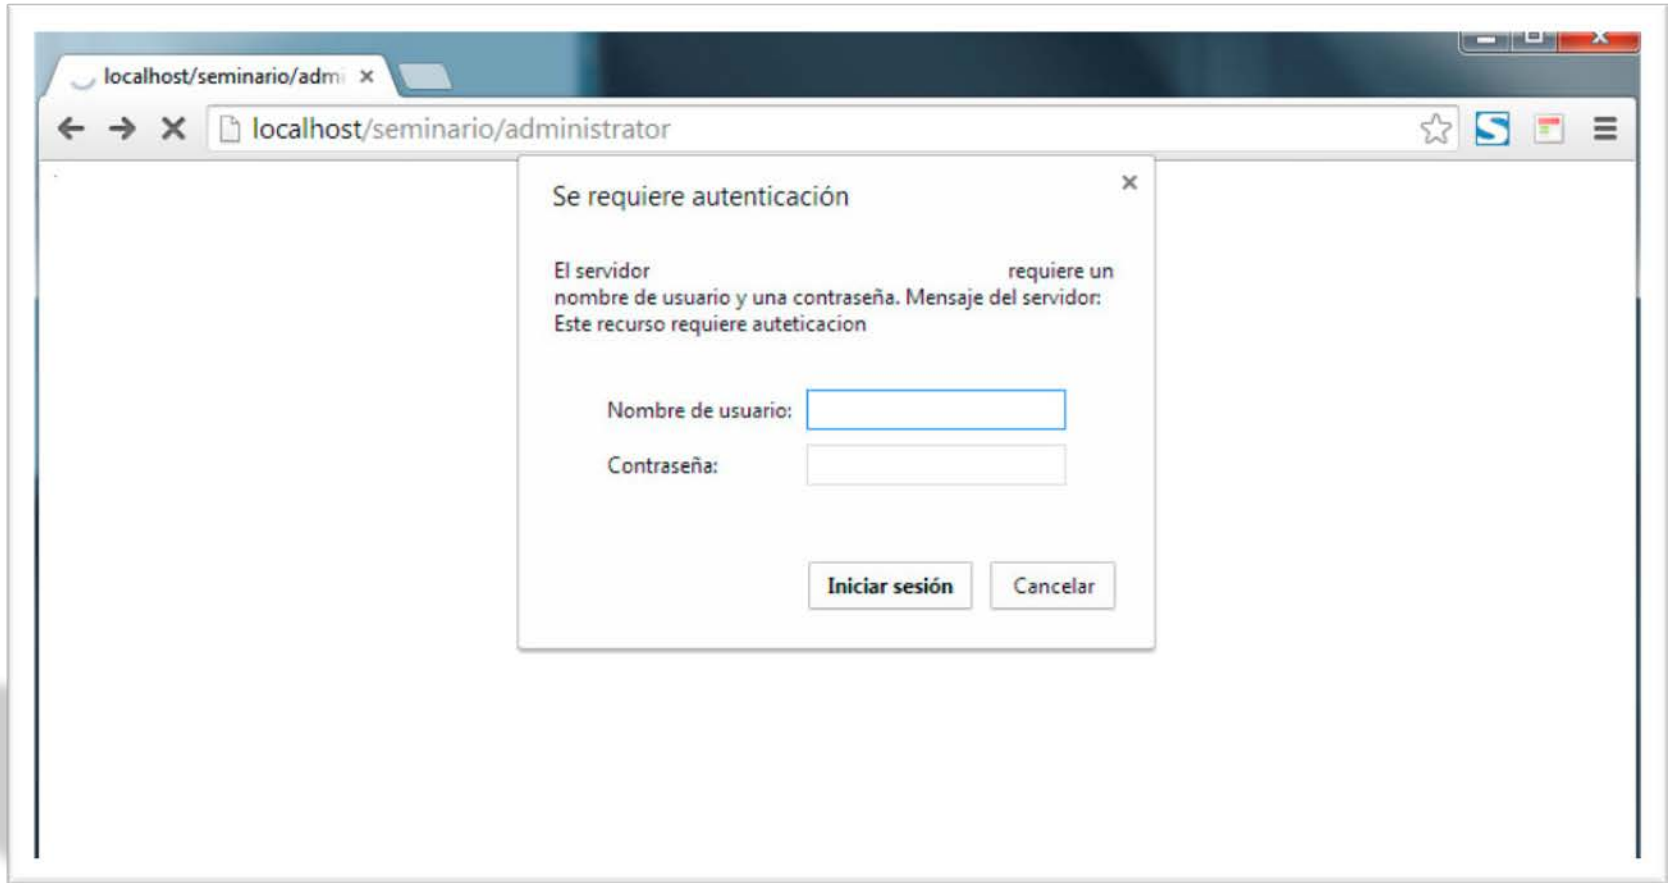 localhost/seminario/admi
localhost/seminario/administrator
Se requiere autenticación
El servidor requiere un
nombre de usuario y una contraseña. Mensaje del servidor:
Este recurso requiere auteticacion
Nombre de usuario:
Contraseña:
Iniciar sesión Cancelar